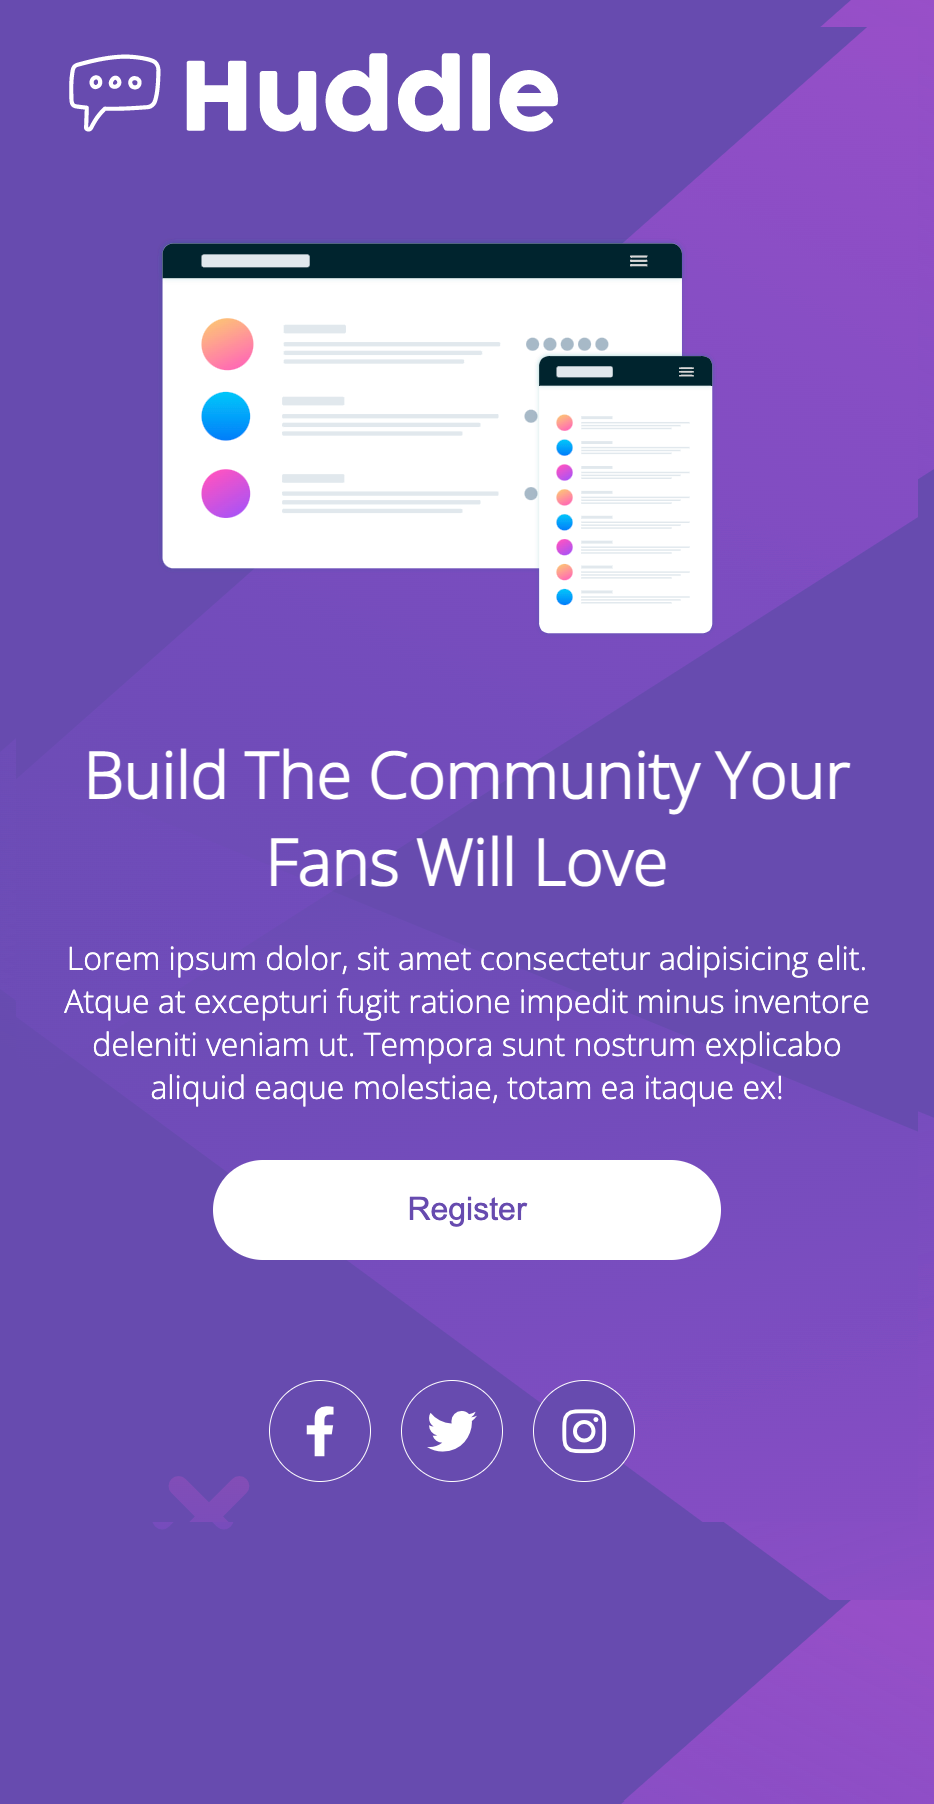 Huddle
Build The Community Your
Fans Will Love
Lorem ipsum dolor, sit amet consectetur adipisicing elit.
Atque at excepturi fugit ratione impedit minus inventore
deleniti veniam ut. Tempora sunt nostrum explicabo
aliquid eaque molestiae, totam ea itaque ex!
Register